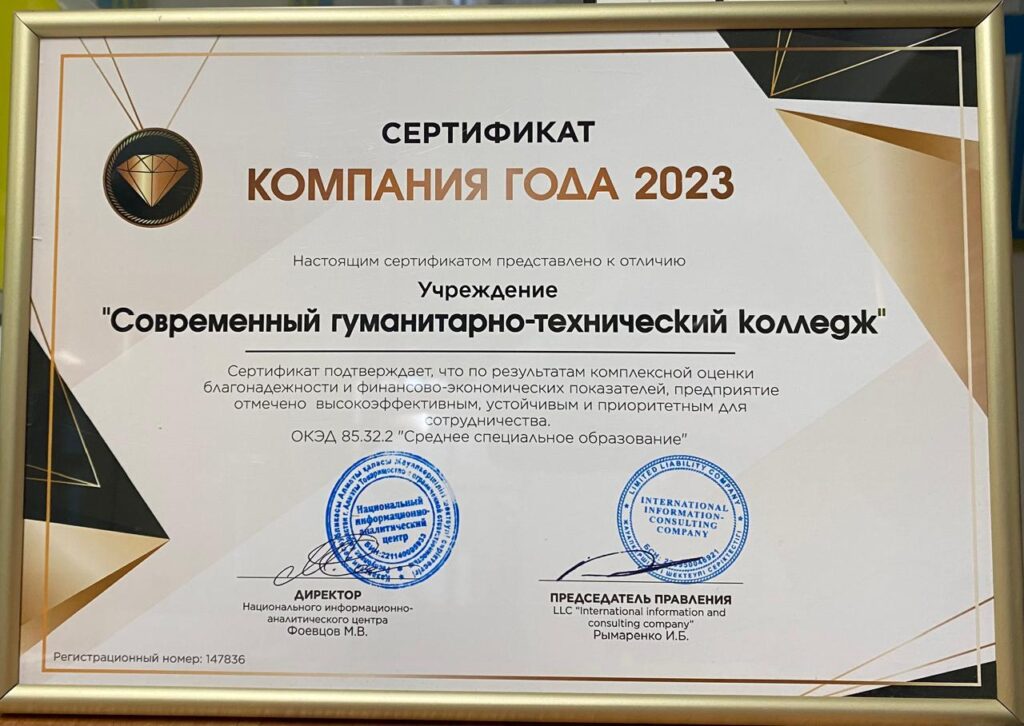 СЕРТИФИКАТ
КОМПАНИЯ ГОДА 2023
Настоящим сертификатом представлено к отличию
Учреждение
"Современный гуманитарно-технический колледж"
Сертификат подтверждает, что по результатам комплексной оценки
благонадежности и финансово-экономических показателей, предприятие
отмечено высокоэффективным, устойчивым и приоритетным для
сотрудничества.
ОКЭД 85.32.2 "Среднее специальное образование"
Национальный
информационно-
аналитический
центр
LIMITED LIABILITY COMPANY
INTERNATIONAL
INFORMATION-
CONSULTING
COMPANY
ДИРЕКТОР
Национального информационно-
аналитического центра
Фоевцов М.В.
ПРЕДСЕДАТЕЛЬ ПРАВЛЕНИЯ
LLC "International information and
consulting company"
Рымаренко И.Б.
Регистрационный номер: 147836